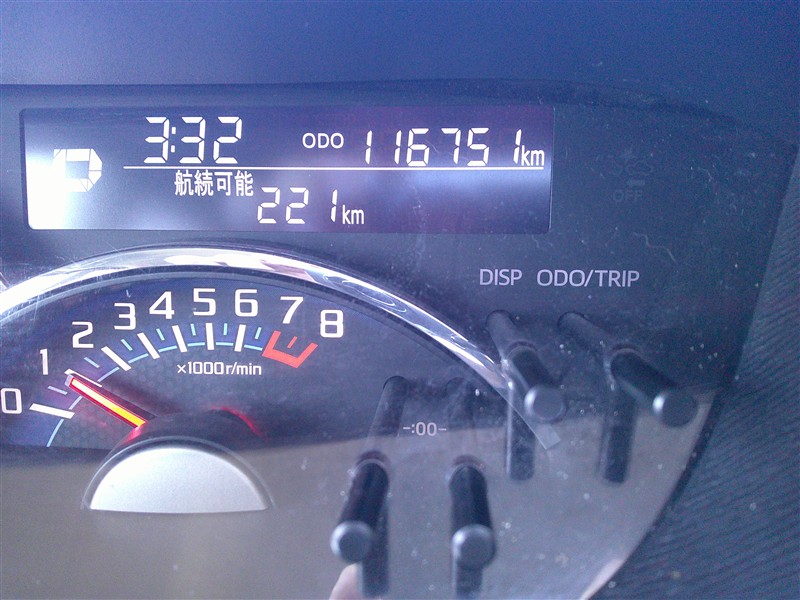 D 3:32 ODO 116751km
航続可能 221km
OFF
DISP ODO/TRIP
0 1 2 3 4 5 6 7 8
×1000r/min
-:00-